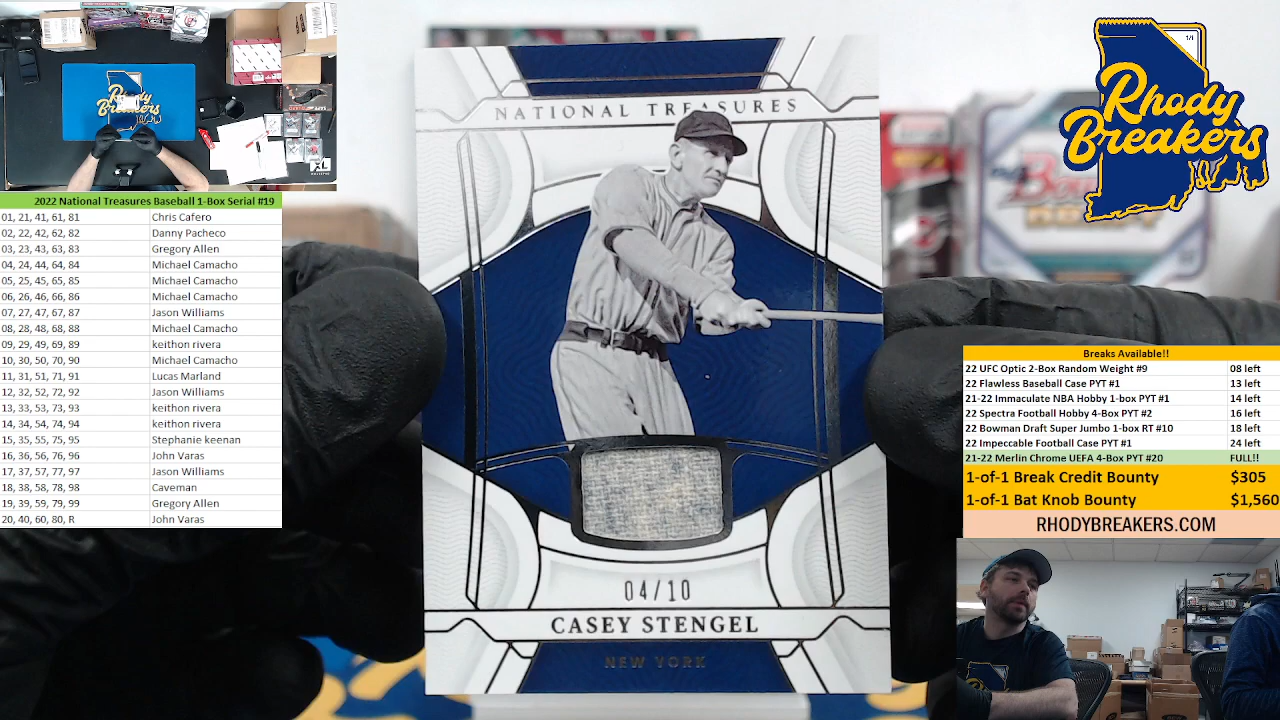 2022 National Treasures Baseball 1-Box Serial #19
01, 21, 41, 61, 81 Chris Cafero
02, 22, 42, 62, 82 Danny Pacheco
03, 23, 43, 63, 83 Gregory Allen
04, 24, 44, 64, 84 Michael Camacho
05, 25, 45, 65, 85 Michael Camacho
06, 26, 46, 66, 86 Michael Camacho
07, 27, 47, 67, 87 Jason Williams
08, 28, 48, 68, 88 Michael Camacho
09, 29, 49, 69, 89 keithon rivera
10, 30, 50, 70, 90 Michael Camacho
11, 31, 51, 71, 91 Lucas Marland
12, 32, 52, 72, 92 Jason Williams
13, 33, 53, 73, 93 keithon rivera
14, 34, 54, 74, 94 keithon rivera
15, 35, 55, 75, 95 Stephanie keenan
16, 36, 56, 76, 96 John Varas
17, 37, 57, 77, 97 Jason Williams
18, 38, 58, 78, 98 Caveman
19, 39, 59, 79, 99 Gregory Allen
20, 40, 60, 80, R John Varas
NATIONAL TREASURES
04/10
CASEY STENGEL
NEW YORK
1/1
Rhody
Breakers
Breaks Available!!
22 UFC Optic 2-Box Random Weight #9 08 left
22 Flawless Baseball Case PYT #1 13 left
21-22 Immaculate NBA Hobby 1-box PYT #1 14 left
22 Spectra Football Hobby 4-Box PYT #2 16 left
22 Bowman Draft Super Jumbo 1-box RT #10 18 left
22 Impeccable Football Case PYT #1 24 left
21-22 Merlin Chrome UEFA 4-Box PYT #20 FULL!!
1-of-1 Break Credit Bounty $305
1-of-1 Bat Knob Bounty $1,560
RHODYBREAKERS.COM